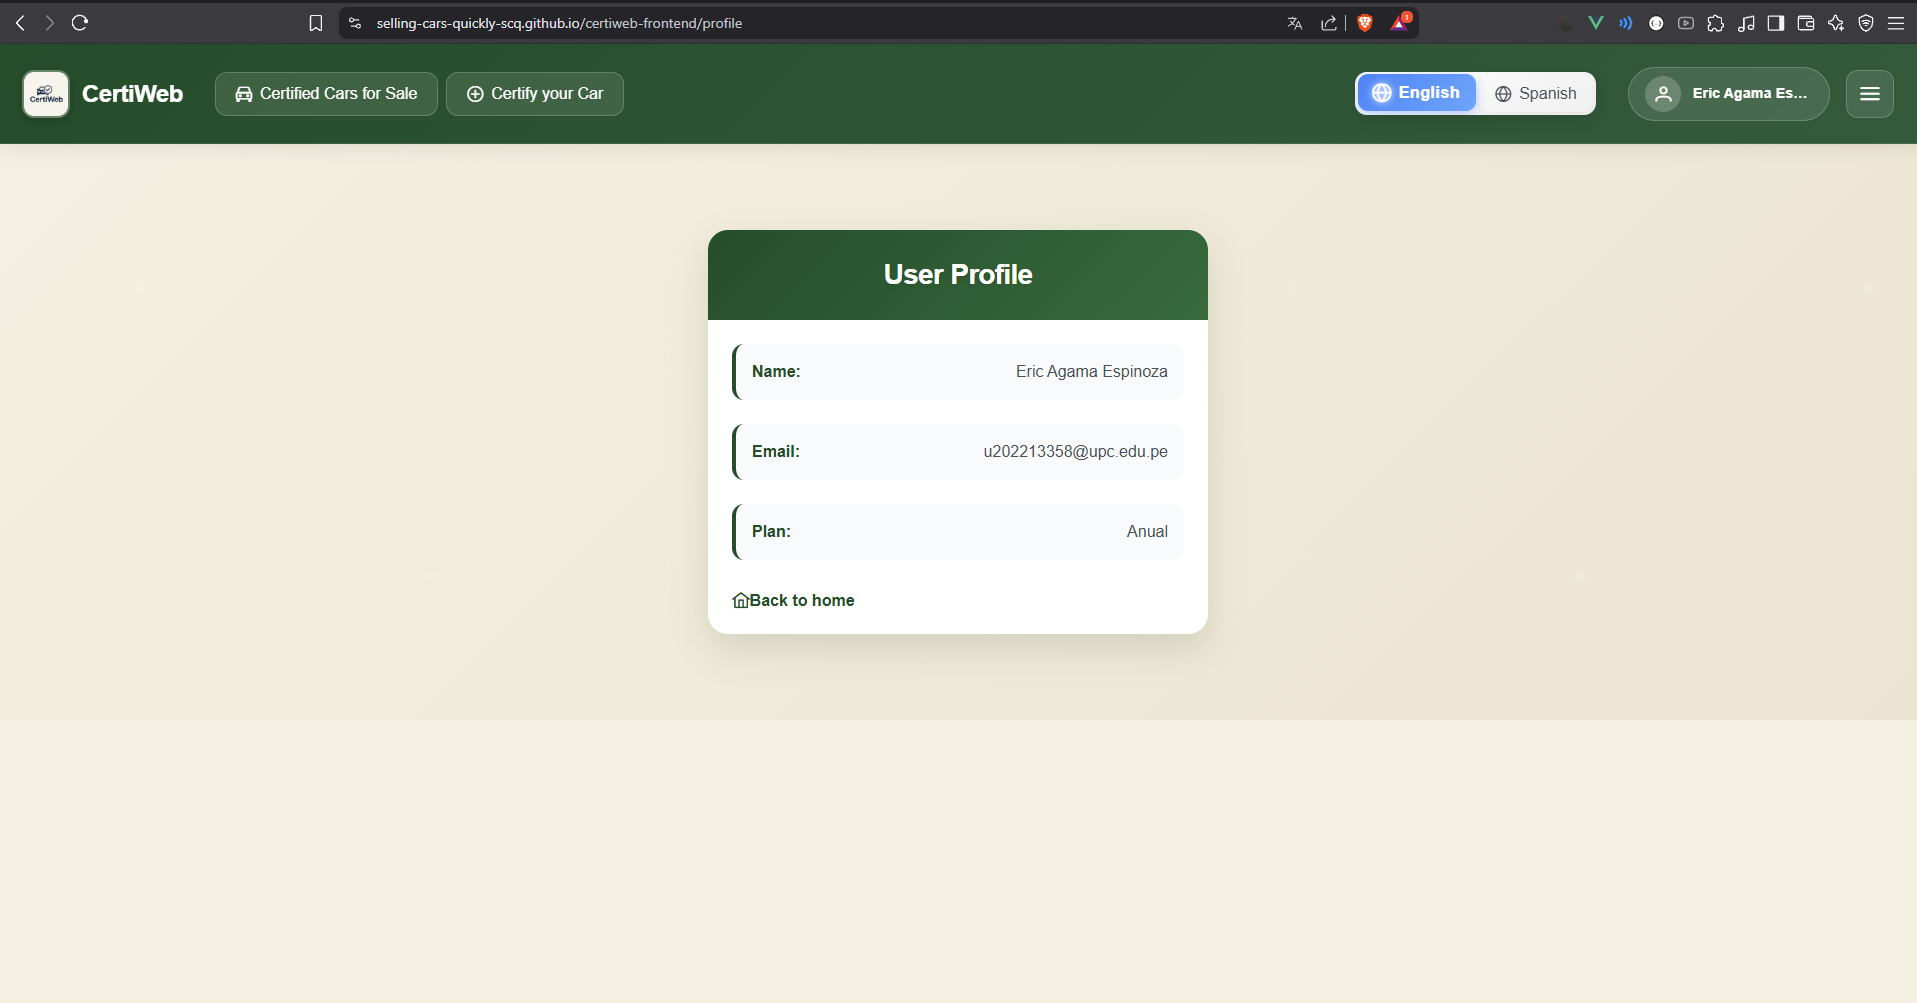 selling-cars-quickly-scq.github.io/certiweb-frontend/profile
1
CertiWeb
CertiWeb
Certified Cars for Sale
Certify your Car
English
Spanish
Eric Agama Es...
User Profile
Name:
Eric Agama Espinoza
Email:
u202213358@upc.edu.pe
Plan:
Anual
Back to home